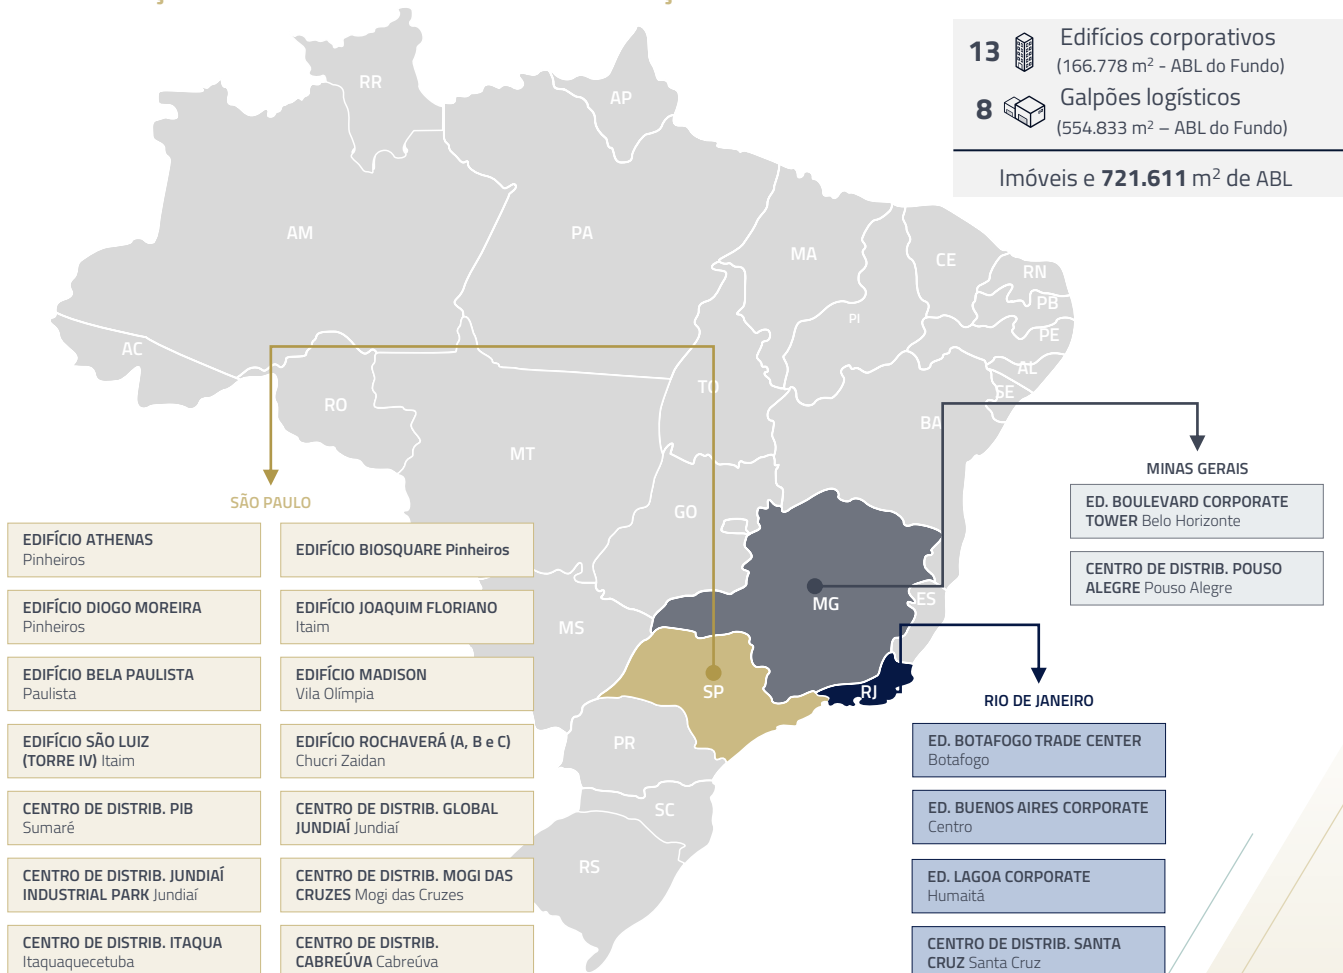 13 Edifícios corporativos
(166.778 m² - ABL do Fundo)
8 Galpões logísticos
(554.833 m² – ABL do Fundo)
Imóveis e 721.611 m² de ABL
RR
AP
AM
PA
MA
CE
RN
PB
PI
PE
AC
AL
TO
SE
RO
BA
MT
GO
MG
ES
MS
SP
RJ
PR
SC
RS
SÃO PAULO
EDIFÍCIO ATHENAS
Pinheiros
EDIFÍCIO BIOSQUARE Pinheiros
EDIFÍCIO DIOGO MOREIRA
Pinheiros
EDIFÍCIO JOAQUIM FLORIANO
Itaim
EDIFÍCIO BELA PAULISTA
Paulista
EDIFÍCIO MADISON
Vila Olímpia
EDIFÍCIO SÃO LUIZ
(TORRE IV) Itaim
EDIFÍCIO ROCHAVERÁ (A, B e C)
Chucri Zaidan
CENTRO DE DISTRIB. PIB
Sumaré
CENTRO DE DISTRIB. GLOBAL
JUNDIAÍ Jundiaí
CENTRO DE DISTRIB. JUNDIAÍ
INDUSTRIAL PARK Jundiaí
CENTRO DE DISTRIB. MOGI DAS
CRUZES Mogi das Cruzes
CENTRO DE DISTRIB. ITAQUA
Itaquaquecetuba
CENTRO DE DISTRIB.
CABREÚVA Cabreúva
MINAS GERAIS
ED. BOULEVARD CORPORATE
TOWER Belo Horizonte
CENTRO DE DISTRIB. POUSO
ALEGRE Pouso Alegre
RIO DE JANEIRO
ED. BOTAFOGO TRADE CENTER
Botafogo
ED. BUENOS AIRES CORPORATE
Centro
ED. LAGOA CORPORATE
Humaitá
CENTRO DE DISTRIB. SANTA
CRUZ Santa Cruz